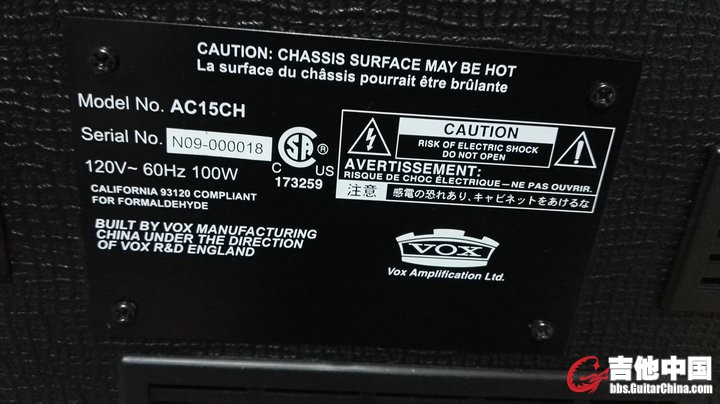 CAUTION: CHASSIS SURFACE MAY BE HOT
La surface du châssis pourrait être brûlante
Model No. AC15CH
Serial No. N09-000018
120V~ 60Hz 100W
CALIFORNIA 93120 COMPLIANT
FOR FORMALDEHYDE
BUILT BY VOX MANUFACTURING
CHINA UNDER THE DIRECTION
OF VOX R&D ENGLAND
SA ®
C US
173259
CAUTION
RISK OF ELECTRIC SHOCK
DO NOT OPEN
AVERTISSEMENT:
RISQUE DE CHOC ÉLECTRIQUE—NE PAS OUVRIR.
注意 感電の恐れあり、キャビネットをあけるな
VOX
Vox Amplification Ltd.
吉他中国
bbs.GuitarChina.com